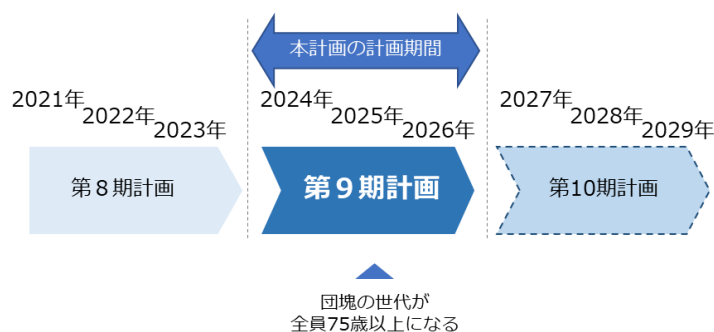 本計画の計画期間
2021年
2022年
2023年
2024年
2025年
2026年
2027年
2028年
2029年
第８期計画
第９期計画
第10期計画
団塊の世代が
全員75歳以上になる